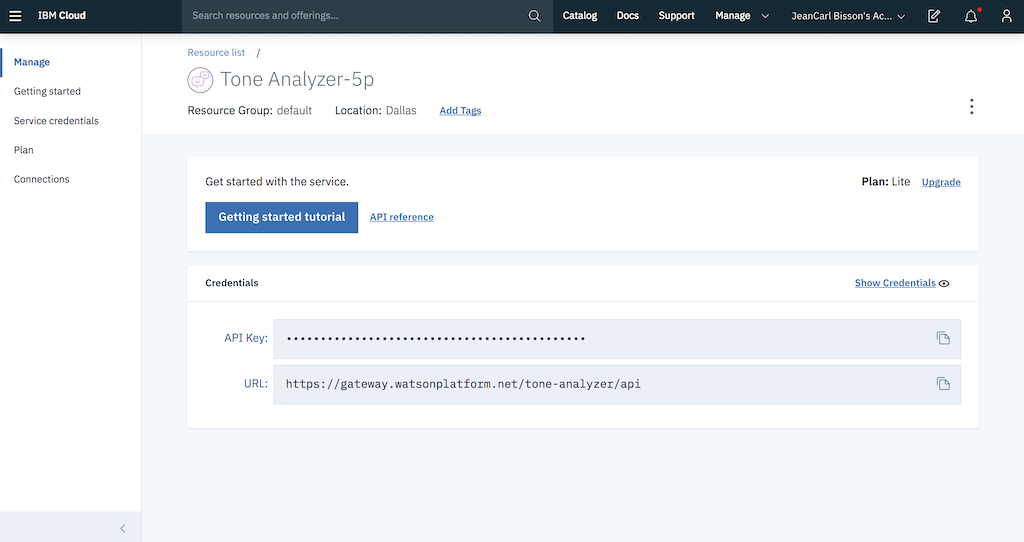 IBM Cloud
Search resources and offerings...
Catalog
Docs
Support
Manage
JeanCarl Bisson's Ac...
Manage
Getting started
Service credentials
Plan
Connections
Resource list /
Tone Analyzer-5p
Resource Group: default Location: Dallas Add Tags
Get started with the service.
Plan: Lite Upgrade
Getting started tutorial
API reference
Credentials
Show Credentials
API Key: ••••••••••••••••••••••••••••••••••••••••••••
URL: https://gateway.watsonplatform.net/tone-analyzer/api